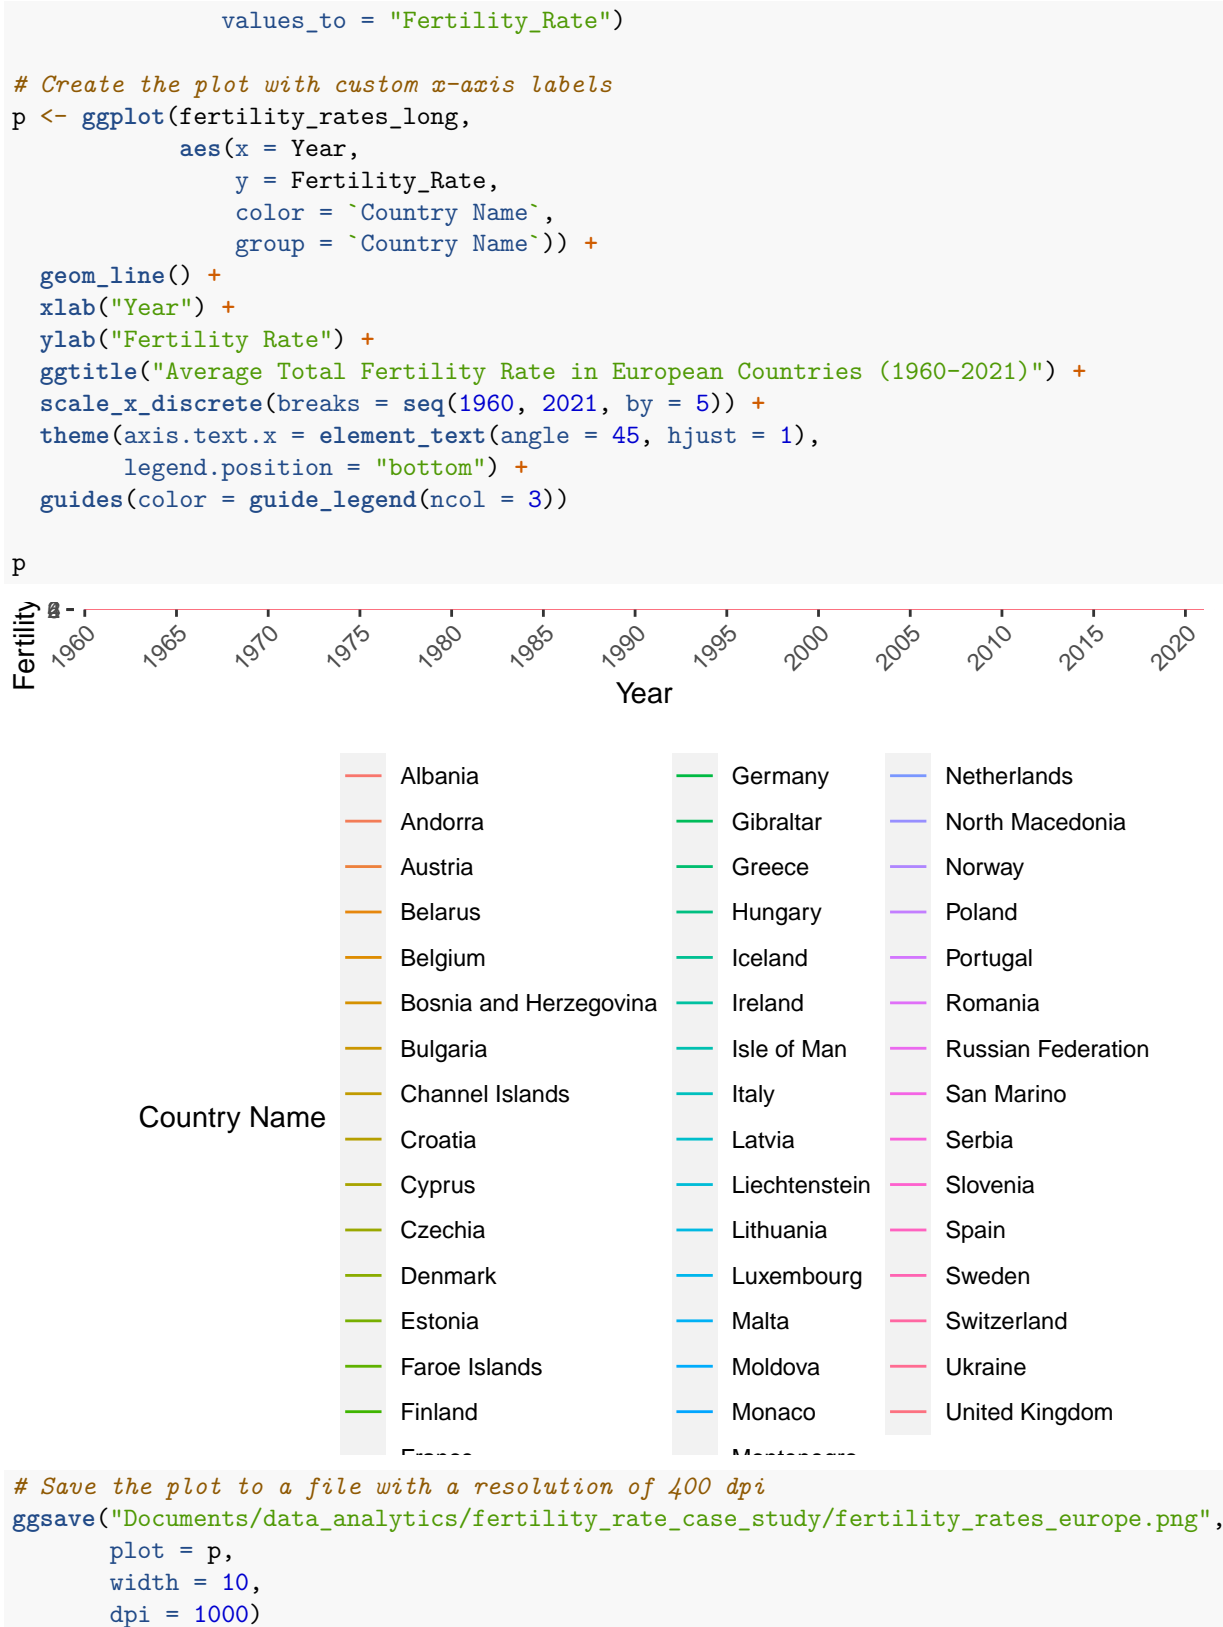 values_to = "Fertility_Rate")
# Create the plot with custom x-axis labels
p <- ggplot(fertility_rates_long,
aes(x = Year,
y = Fertility_Rate,
color = `Country Name`,
group = `Country Name`)) +
geom_line() +
xlab("Year") +
ylab("Fertility Rate") +
ggtitle("Average Total Fertility Rate in European Countries (1960-2021)") +
scale_x_discrete(breaks = seq(1960, 2021, by = 5)) +
theme(axis.text.x = element_text(angle = 45, hjust = 1),
legend.position = "bottom") +
guides(color = guide_legend(ncol = 3))
p
Fertility
1960 1965 1970 1975 1980 1985 1990 1995 2000 2005 2010 2015 2020
Year
Albania Germany Netherlands
Andorra Gibraltar North Macedonia
Austria Greece Norway
Belarus Hungary Poland
Belgium Iceland Portugal
Bosnia and Herzegovina Ireland Romania
Bulgaria Isle of Man Russian Federation
Channel Islands Italy San Marino
Country Name
Croatia Latvia Serbia
Cyprus Liechtenstein Slovenia
Czechia Lithuania Spain
Denmark Luxembourg Sweden
Estonia Malta Switzerland
Faroe Islands Moldova Ukraine
Finland Monaco United Kingdom
France Montenegro
# Save the plot to a file with a resolution of 400 dpi
ggsave("Documents/data_analytics/fertility_rate_case_study/fertility_rates_europe.png",
plot = p,
width = 10,
dpi = 1000)